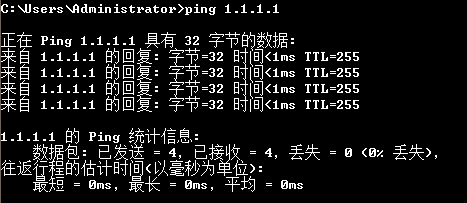 C:\Users\Administrator>ping 1.1.1.1
正在 Ping 1.1.1.1 具有 32 字节的数据:
来自 1.1.1.1 的回复: 字节=32 时间<1ms TTL=255
来自 1.1.1.1 的回复: 字节=32 时间<1ms TTL=255
来自 1.1.1.1 的回复: 字节=32 时间<1ms TTL=255
来自 1.1.1.1 的回复: 字节=32 时间<1ms TTL=255
1.1.1.1 的 Ping 统计信息:
数据包: 已发送 = 4, 已接收 = 4, 丢失 = 0 (0% 丢失),
往返行程的估计时间(以毫秒为单位):
最短 = 0ms, 最长 = 0ms, 平均 = 0ms